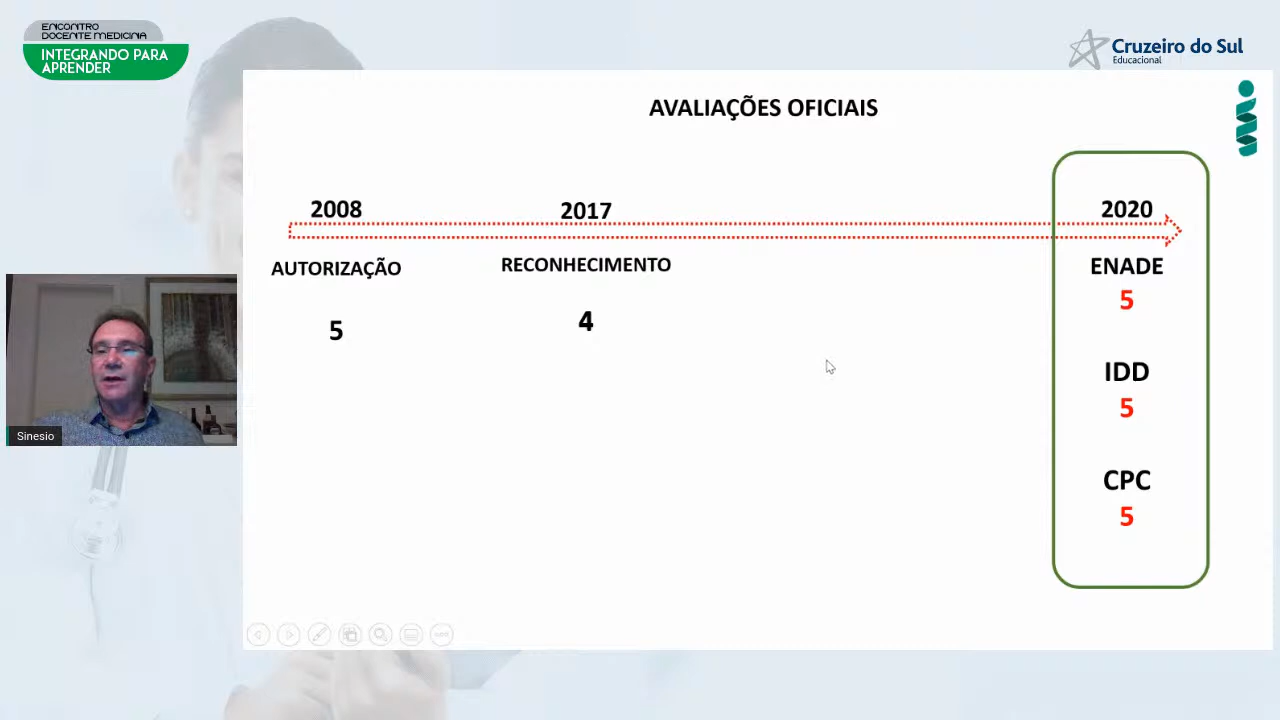 ENCONTRO
DOCENTE MEDICINA
INTEGRANDO PARA
APRENDER
Cruzeiro do Sul
Educacional
AVALIAÇÕES OFICIAIS
2008
2017
2020
AUTORIZAÇÃO
RECONHECIMENTO
ENADE
5
4
5
IDD
5
CPC
5
Sinesio